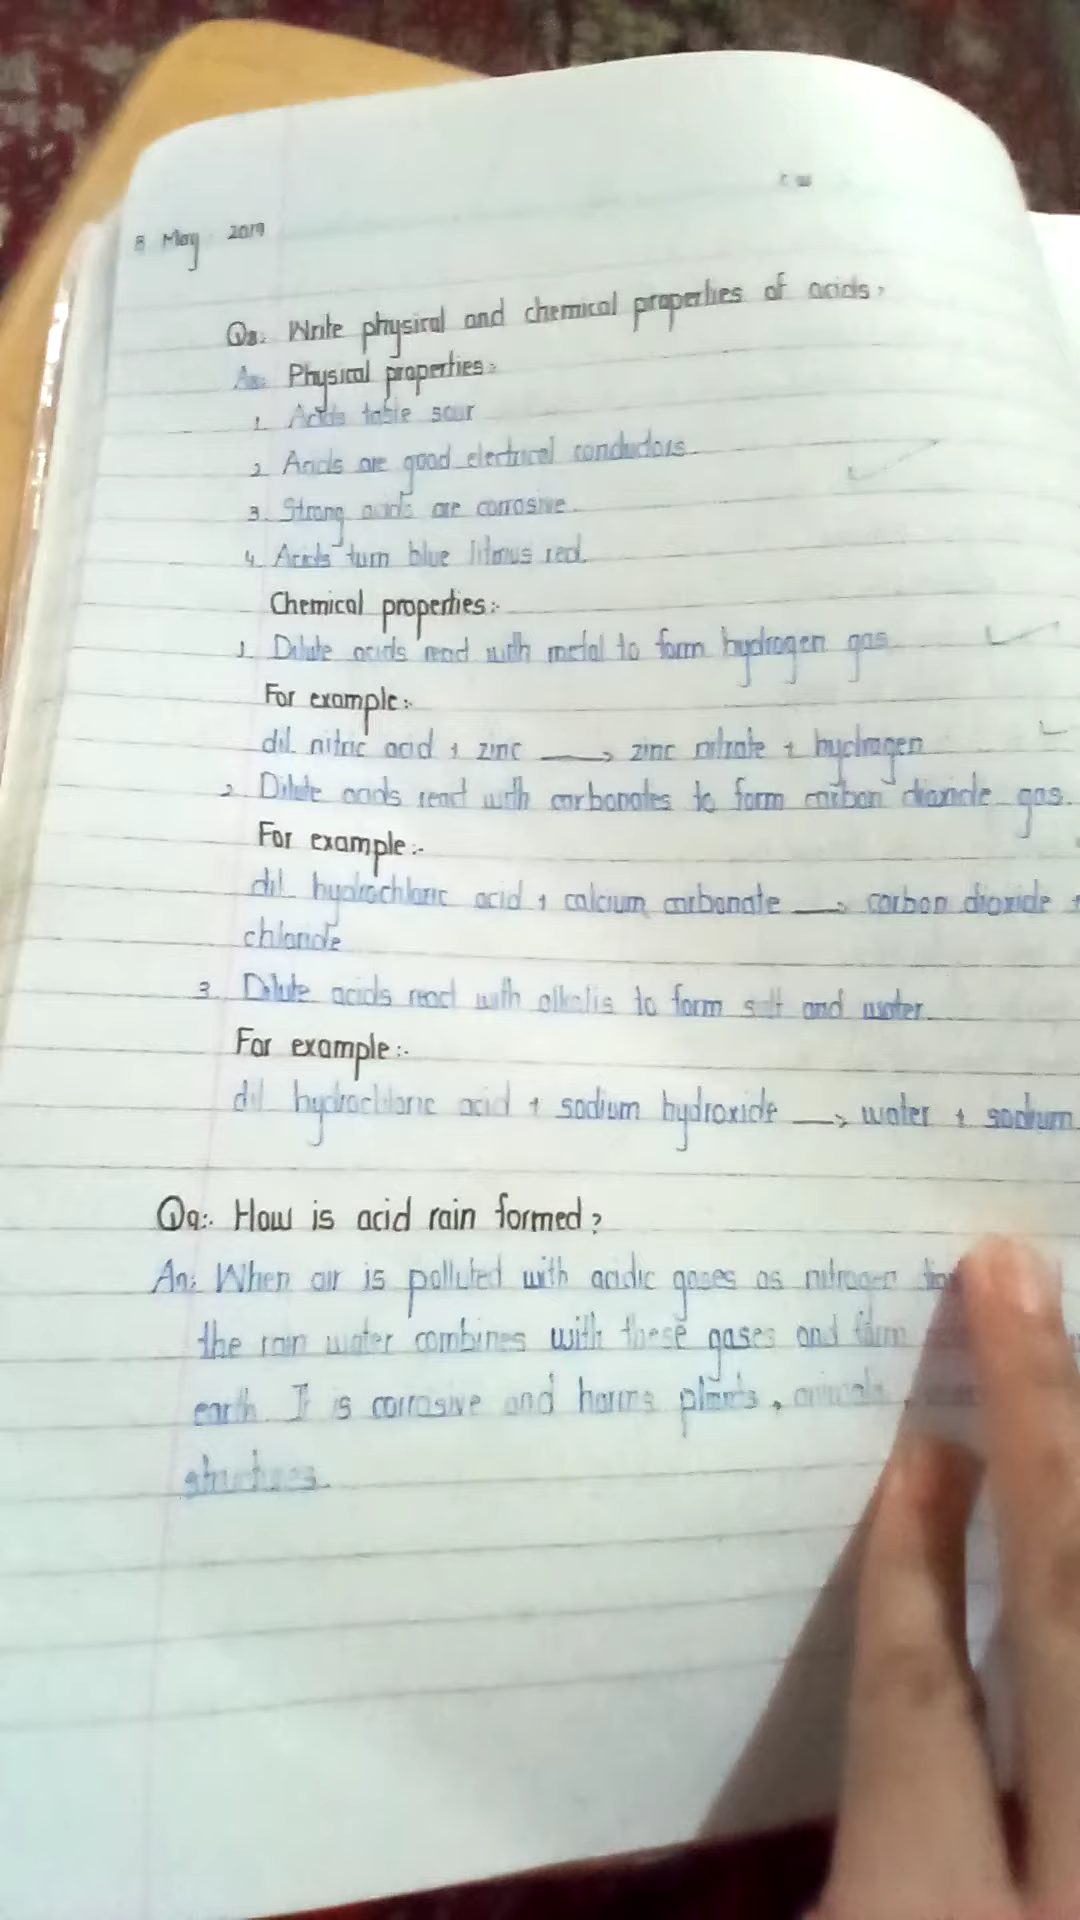 8 May 2019
C.W
Q8:. Write physical and chemical properties of acids?
A8:. Physical properties:-
1. Acids taste sour
2. Acids are good electrical conductors.
3. Strong acids are corrosive.
4. Acids turn blue litmus red.
Chemical properties:-
1. Dilute acids react with metal to form hydrogen gas.
For example:-
dil. nitric acid + zinc → zinc nitrate + hydrogen
2. Dilute acids react with carbonates to form carbon dioxide gas.
For example:-
dil. hydrochloric acid + calcium carbonate → carbon dioxide +
chloride
3. Dilute acids react with alkalis to form salt and water.
For example:-
dil hydrochloric acid + sodium hydroxide → water + sodium
Q9:. How is acid rain formed?
A9: When air is polluted with acidic gases as nitrogen
the rain water combines with these gases and form
earth. It is corrosive and harms plants, animals,
structures.